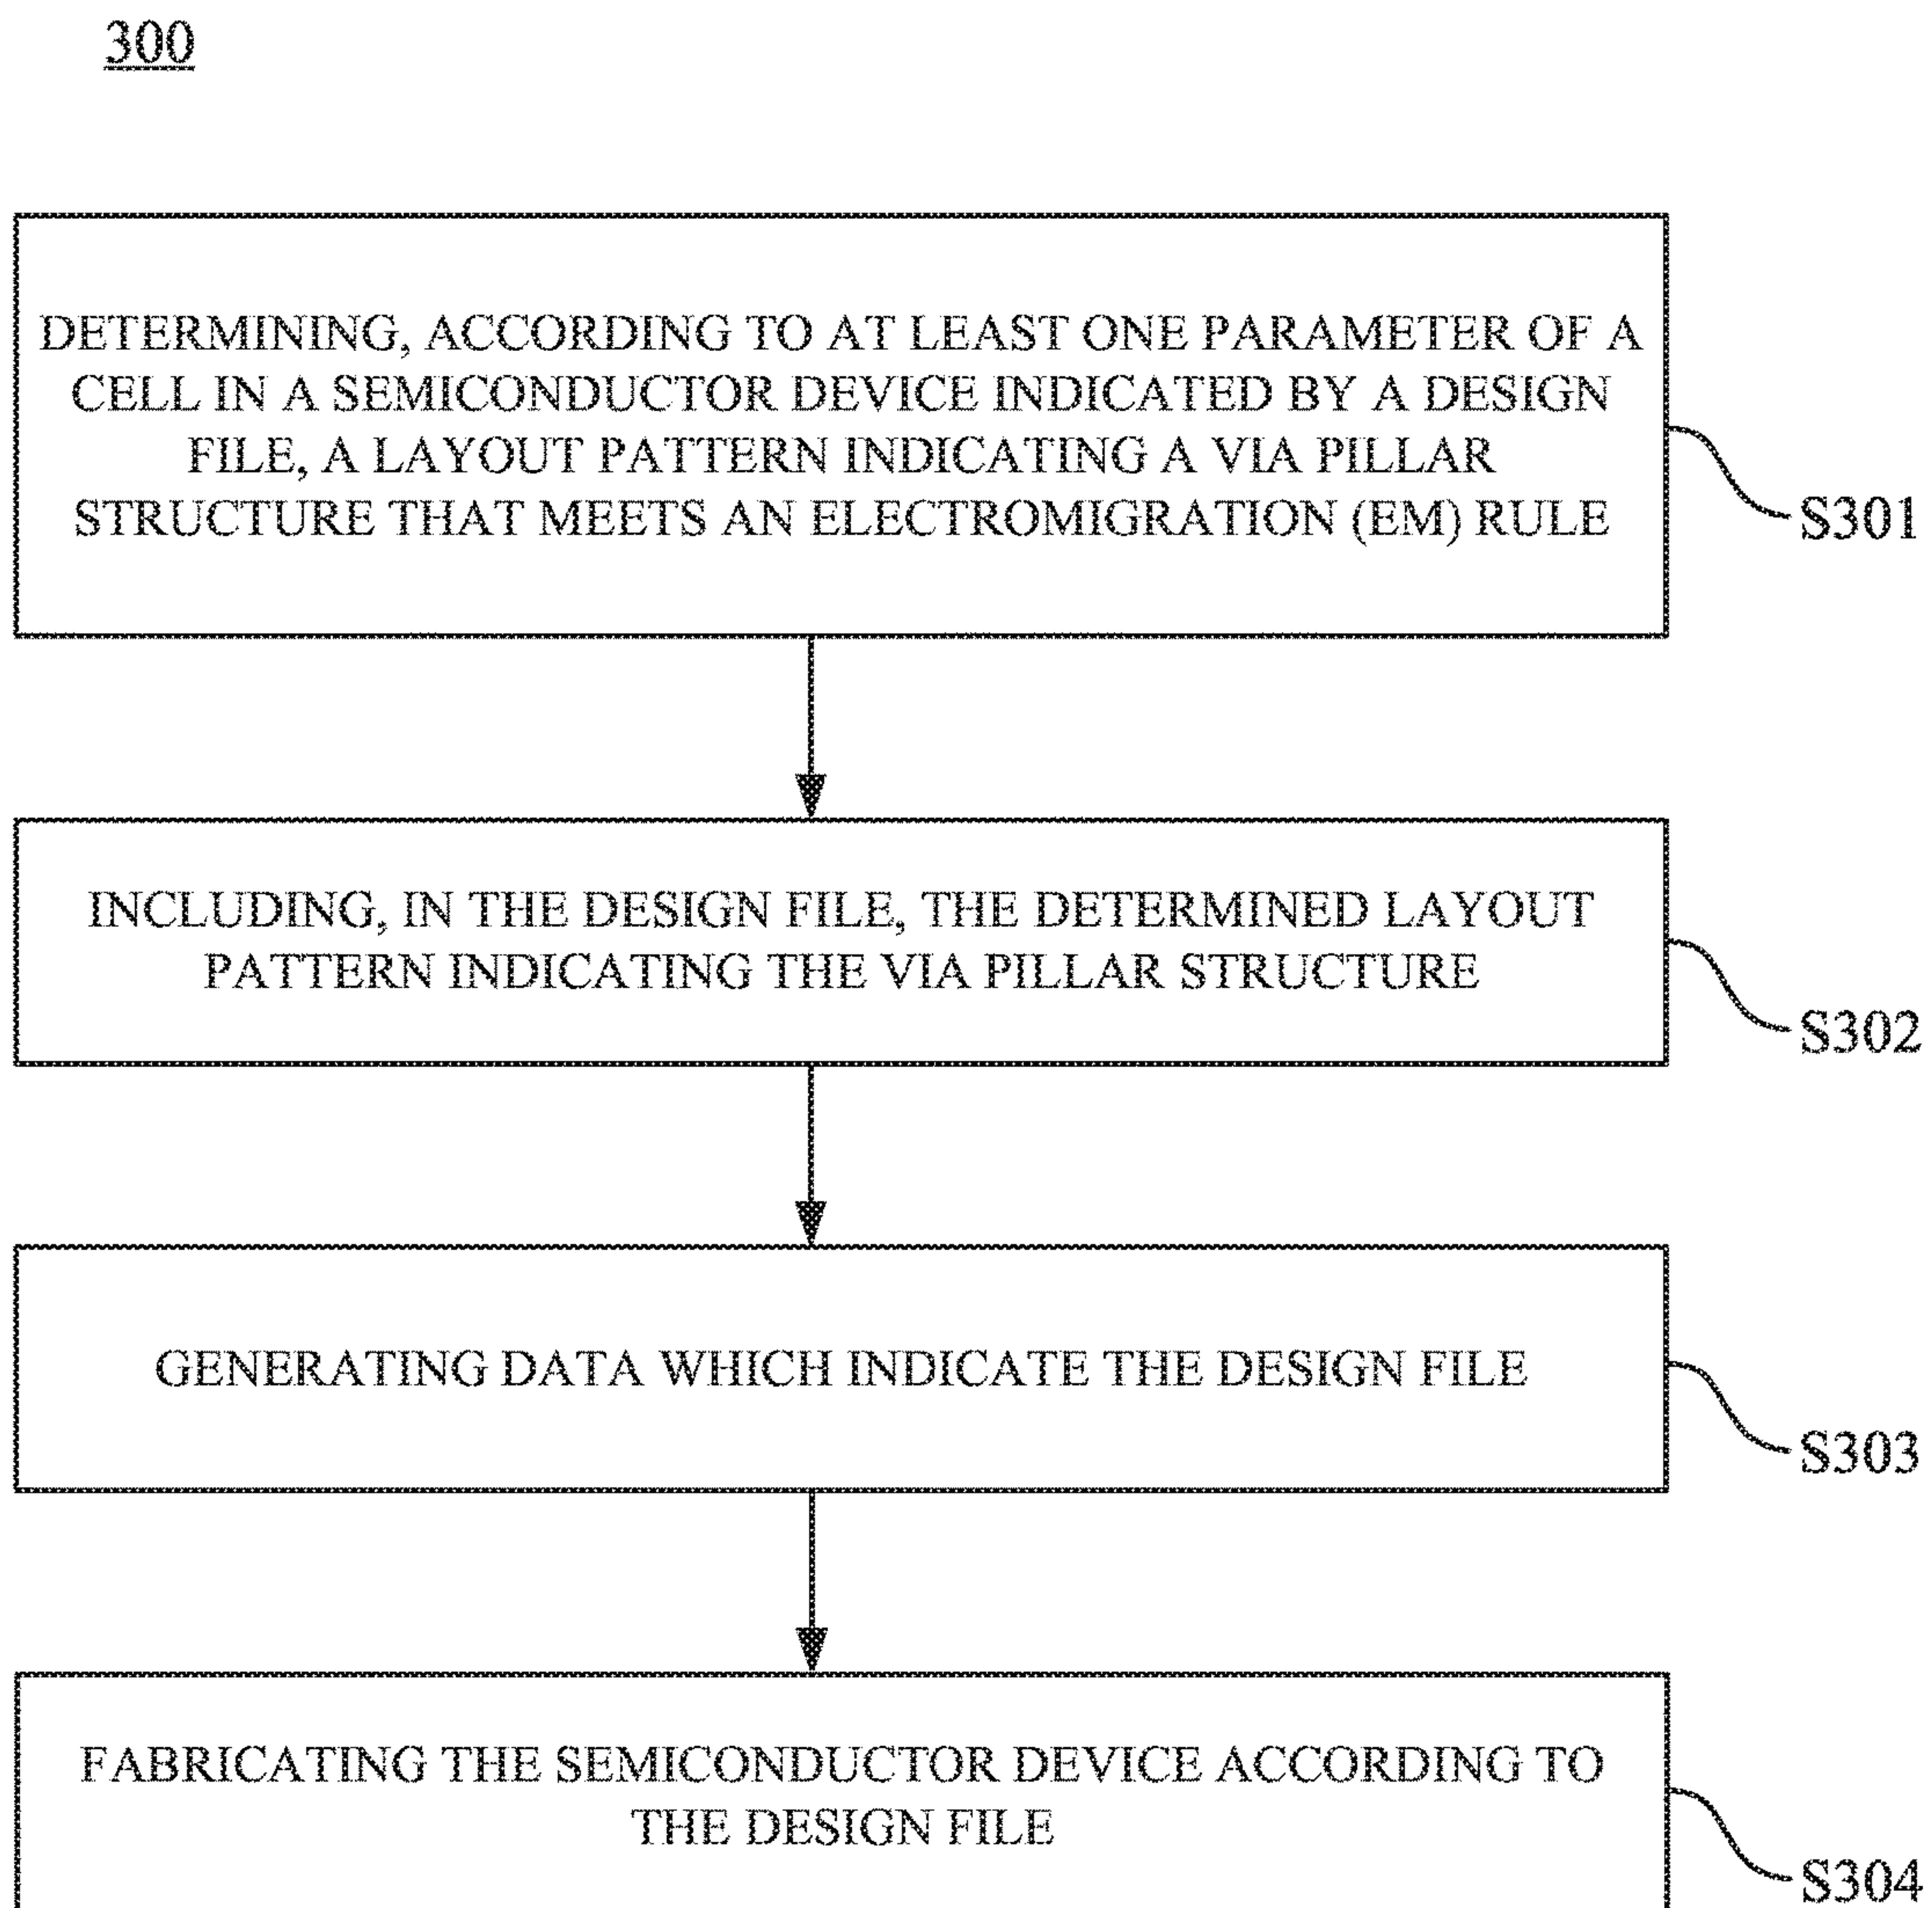 300
DETERMINING, ACCORDING TO AT LEAST ONE PARAMETER OF A
CELL IN A SEMICONDUCTOR DEVICE INDICATED BY A DESIGN
FILE, A LAYOUT PATTERN INDICATING A VIA PILLAR
STRUCTURE THAT MEETS AN ELECTROMIGRATION (EM) RULE
S301
INCLUDING, IN THE DESIGN FILE, THE DETERMINED LAYOUT
PATTERN INDICATING THE VIA PILLAR STRUCTURE
S302
GENERATING DATA WHICH INDICATE THE DESIGN FILE
S303
FABRICATING THE SEMICONDUCTOR DEVICE ACCORDING TO
THE DESIGN FILE
S304